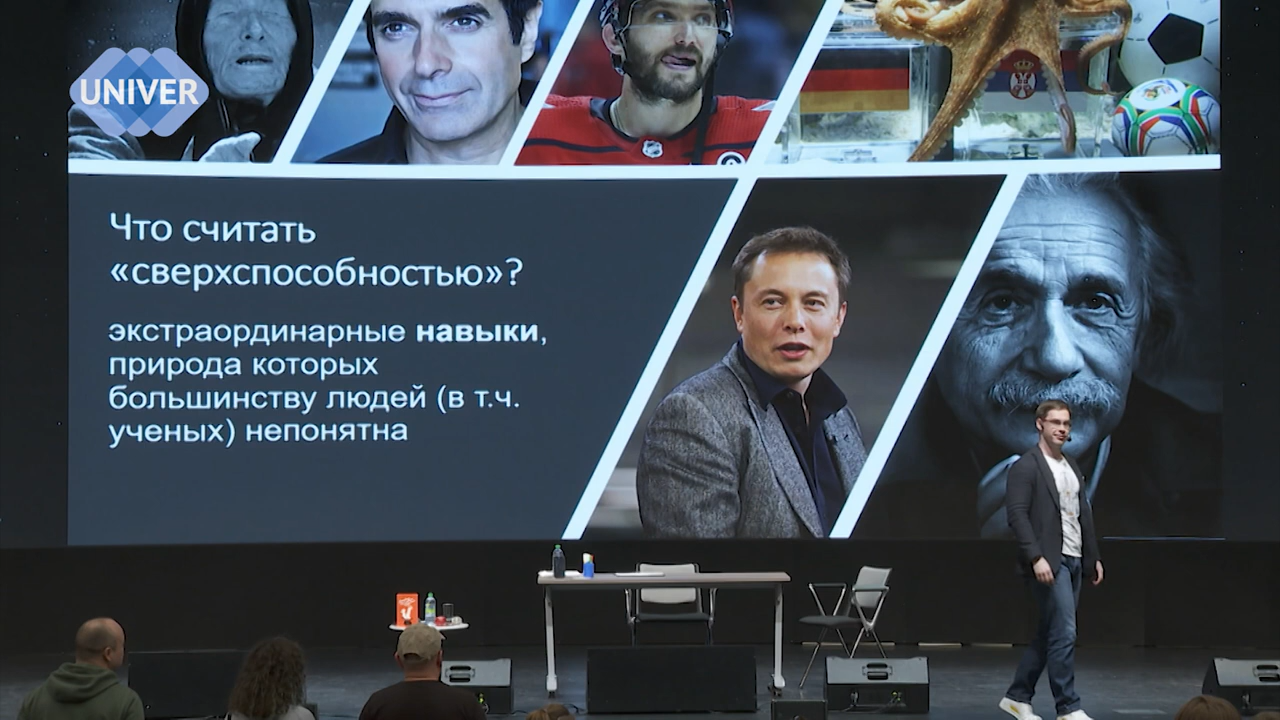 UNIVER
Что считать
«сверхспособностью»?
экстраординарные навыки,
природа которых
большинству людей (в т.ч.
ученых) непонятна